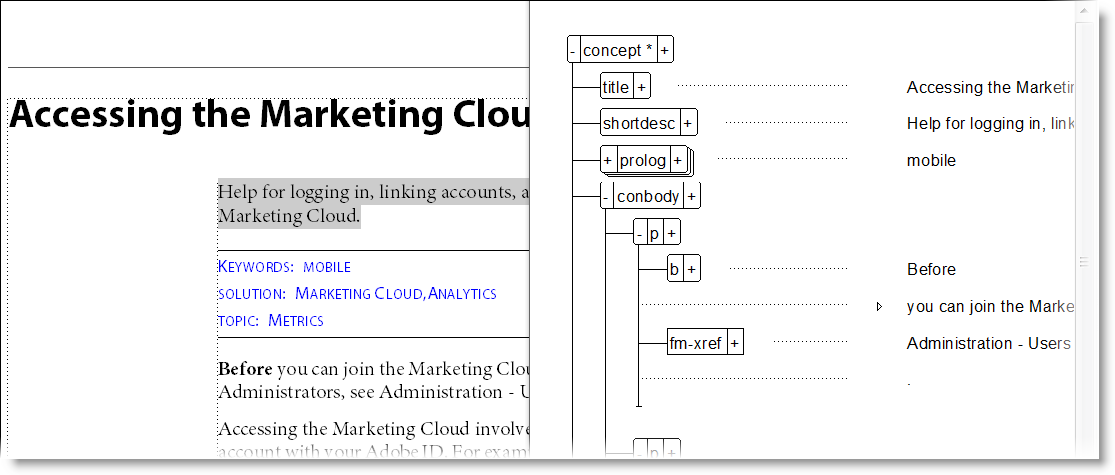 Accessing the Marketing Clou
Help for logging in, linking accounts, a
Marketing Cloud.
KEYWORDS: MOBILE
SOLUTION: MARKETING CLOUD, ANALYTICS
TOPIC: METRICS
Before you can join the Marketing Clou
Administrators, see Administration - U
Accessing the Marketing Cloud involve
account with your Adobe ID. For exam
- concept * +
title + Accessing the Marketin
shortdesc + Help for logging in, link
+ prolog + mobile
- conbody +
- p +
b + Before
you can join the Marke
fm-xref + Administration - Users
.
- p +